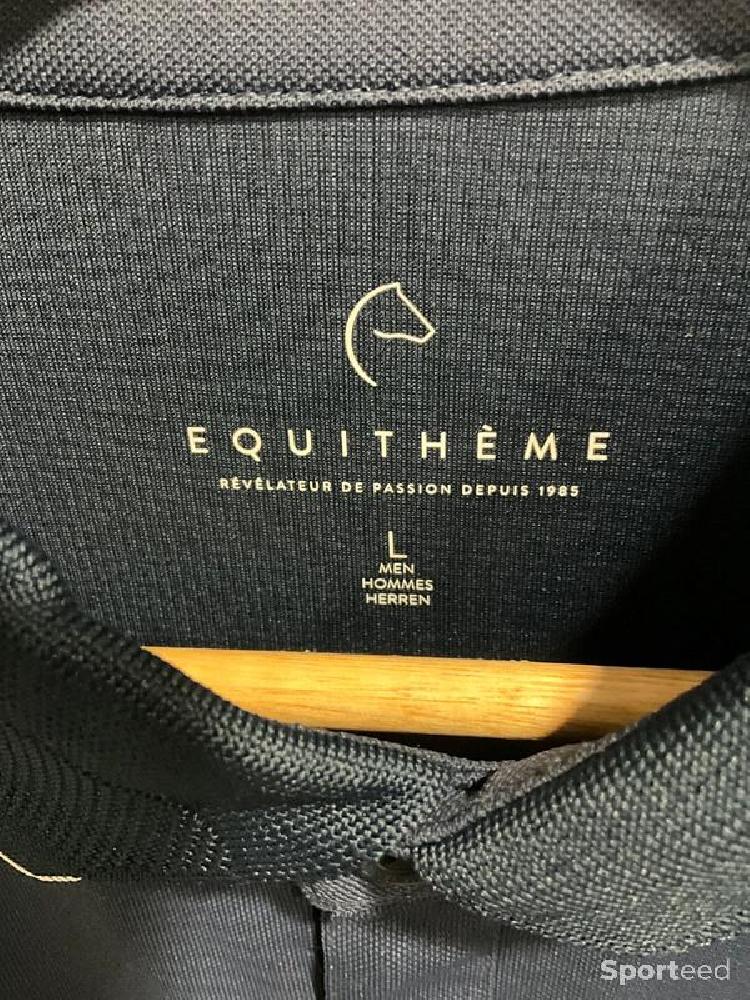 EQUITHÈME
RÉVÉLATEUR DE PASSION DEPUIS 1985
L
MEN
HOMMES
HERREN
Sporteed